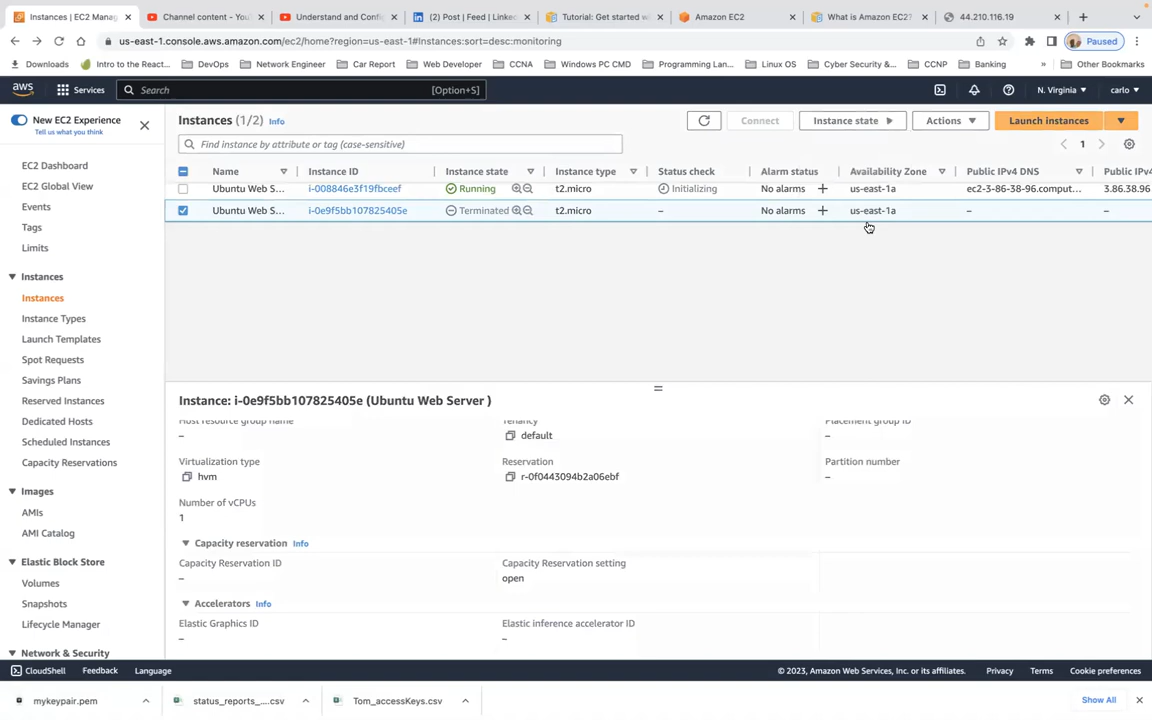 Instances | EC2 Manag
Channel content - You
Understand and Confi
(2) Post | Feed | Linked
Tutorial: Get started wi
Amazon EC2
What is Amazon EC2?
44.210.116.19
us-east-1.console.aws.amazon.com/ec2/home?region=us-east-1#Instances:sort=desc:monitoring
Paused
Downloads
Intro to the React...
DevOps
Network Engineer
Car Report
Web Developer
CCNA
Windows PC CMD
Programming Lan...
Linux OS
Cyber Security &...
CCNP
Banking
»
Other Bookmarks
aws
Services
Search
[Option+S]
N. Virginia
carlo
New EC2 Experience
Tell us what you think
EC2 Dashboard
EC2 Global View
Events
Tags
Limits
Instances
Instances
Instance Types
Launch Templates
Spot Requests
Savings Plans
Reserved Instances
Dedicated Hosts
Scheduled Instances
Capacity Reservations
Images
AMIs
AMI Catalog
Elastic Block Store
Volumes
Snapshots
Lifecycle Manager
Network & Security
Instances (1/2) Info
Connect
Instance state
Actions
Launch instances
Find instance by attribute or tag (case-sensitive)
1
Name Instance ID Instance state Instance type Status check Alarm status Availability Zone Public IPv4 DNS Public IPv4
Ubuntu Web S... i-008846e3f19fbceef Running t2.micro Initializing No alarms + us-east-1a ec2-3-86-38-96.comput... 3.86.38.96
Ubuntu Web S... i-0e9f5bb107825405e Terminated t2.micro – No alarms + us-east-1a – –
Instance: i-0e9f5bb107825405e (Ubuntu Web Server )
Host resource group name Tenancy Placement group ID
– default –
Virtualization type Reservation Partition number
hvm r-0f0443094b2a06ebf –
Number of vCPUs
1
Capacity reservation Info
Capacity Reservation ID Capacity Reservation setting
– open
Accelerators Info
Elastic Graphics ID Elastic inference accelerator ID
– –
CloudShell Feedback Language
© 2023, Amazon Web Services, Inc. or its affiliates. Privacy Terms Cookie preferences
mykeypair.pem
status_reports_....csv
Tom_accessKeys.csv
Show All